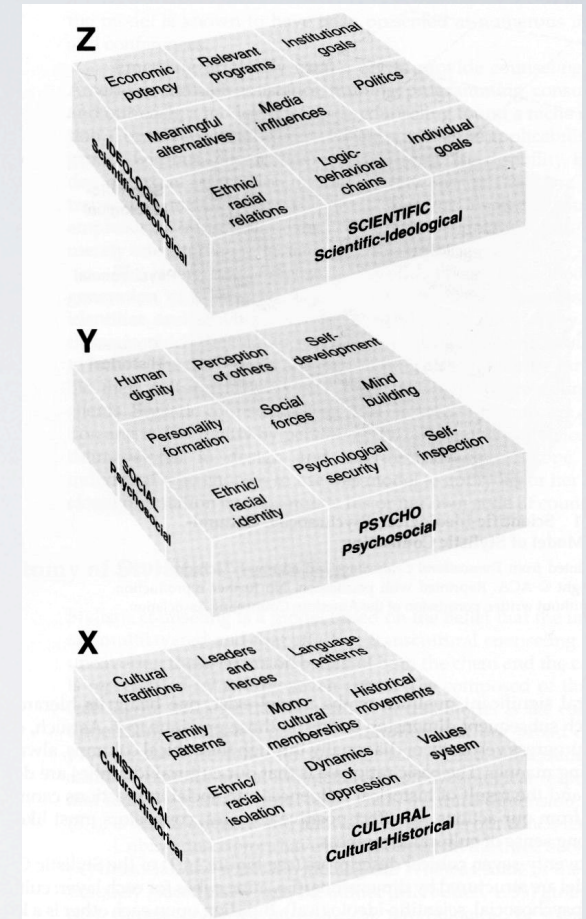 Z
Economic
potency
Relevant
programs
Institutional
goals
Meaningful
alternatives
Media
influences
Politics
Ethnic/
racial
relations
Logic-
behavioral
chains
Individual
goals
IDEOLOGICAL
Scientific-Ideological
SCIENTIFIC
Scientific-Ideological
Y
Human
dignity
Perception
of others
Self-
development
Personality
formation
Social
forces
Mind
building
Ethnic/
racial
identity
Psychological
security
Self-
inspection
SOCIAL
Psychosocial
PSYCHO
Psychosocial
X
Cultural
traditions
Leaders
and
heroes
Language
patterns
Family
patterns
Mono-
cultural
memberships
Historical
movements
Ethnic/
racial
isolation
Dynamics
of
oppression
Values
system
HISTORICAL
Cultural-Historical
CULTURAL
Cultural-Historical